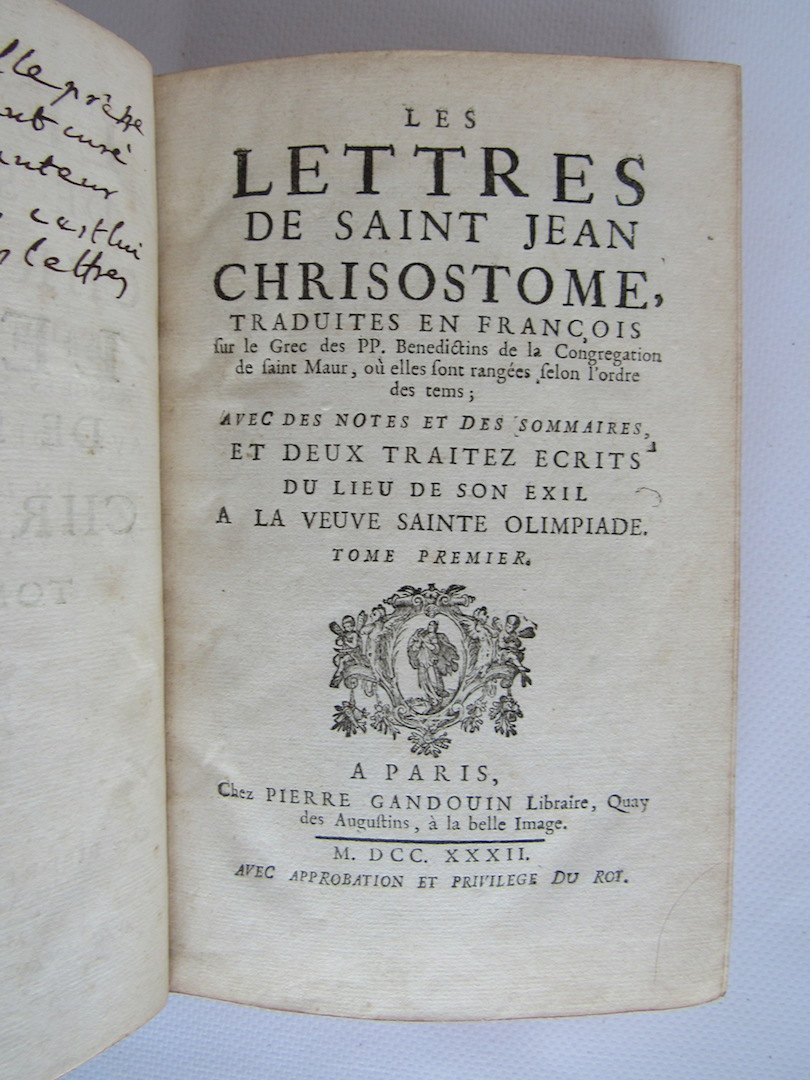 curé
lettres
LES
LETTRES
DE SAINT JEAN
CHRISOSTOME,
TRADUITES EN FRANÇOIS
sur le Grec des PP. Benedictins de la Congregation
de saint Maur, où elles sont rangées selon l'ordre
des tems;
AVEC DES NOTES ET DES SOMMAIRES,
ET DEUX TRAITEZ ECRITS
DU LIEU DE SON EXIL
A LA VEUVE SAINTE OLIMPIADE.
TOME PREMIER.
A PARIS,
Chez PIERRE GANDOUIN Libraire, Quay
des Augustins, à la belle Image.
M. DCC. XXXII.
AVEC APPROBATION ET PRIVILEGE DU ROY.